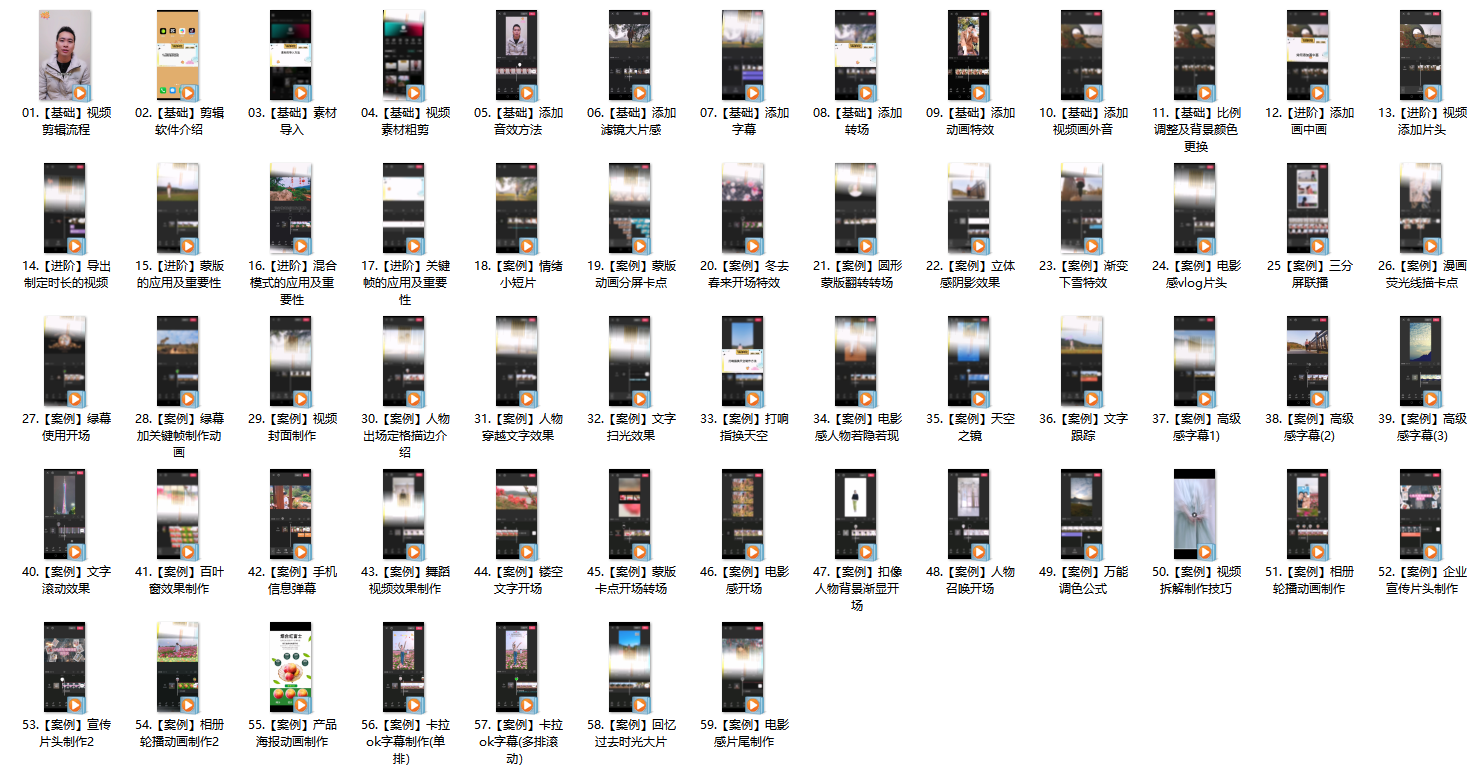 01.【基础】视频
剪辑流程
02.【基础】剪辑
软件介绍
03.【基础】素材
导入
04.【基础】视频
素材粗剪
05.【基础】添加
音效方法
06.【基础】添加
滤镜大片感
07.【基础】添加
字幕
08.【基础】添加
转场
09.【基础】添加
动画特效
10.【基础】添加
视频画外音
11.【基础】比例
调整及背景颜色
更换
12.【进阶】添加
画中画
13.【进阶】视频
添加片头
14.【进阶】导出
制定时长的视频
15.【进阶】蒙版
的应用及重要性
16.【进阶】混合
模式的应用及重
要性
17.【进阶】关键
帧的应用及重要
性
18.【案例】情绪
小短片
19.【案例】蒙版
动画分屏卡点
20.【案例】冬去
春来开场特效
21.【案例】圆形
蒙版翻转转场
22.【案例】立体
感阴影效果
23.【案例】渐变
下雪特效
24.【案例】电影
感vlog片头
25【案例】三分
屏联播
26.【案例】漫画
荧光线描卡点
27.【案例】绿幕
使用开场
28.【案例】绿幕
加关键帧制作动
画
29.【案例】视频
封面制作
30.【案例】人物
出场定格描边介
绍
31.【案例】人物
穿越文字效果
32.【案例】文字
扫光效果
33.【案例】打响
指换天空
34.【案例】电影
感人物若隐若现
35.【案例】天空
之镜
36.【案例】文字
跟踪
37.【案例】高级
感字幕1)
38.【案例】高级
感字幕(2)
39.【案例】高级
感字幕(3)
40.【案例】文字
滚动效果
41.【案例】百叶
窗效果制作
42.【案例】手机
信息弹幕
43.【案例】舞蹈
视频效果制作
44.【案例】镂空
文字开场
45.【案例】蒙版
卡点开场转场
46.【案例】电影
感开场
47.【案例】扣像
人物背景渐显开
场
48.【案例】人物
召唤开场
49.【案例】万能
调色公式
50.【案例】视频
拆解制作技巧
51.【案例】相册
轮播动画制作
52.【案例】企业
宣传片头制作
53.【案例】宣传
片头制作2
54.【案例】相册
轮播动画制作2
55.【案例】产品
海报动画制作
56.【案例】卡拉
ok字幕制作(单
排)
57.【案例】卡拉
ok字幕(多排滚
动)
58.【案例】回忆
过去时光大片
59.【案例】电影
感片尾制作